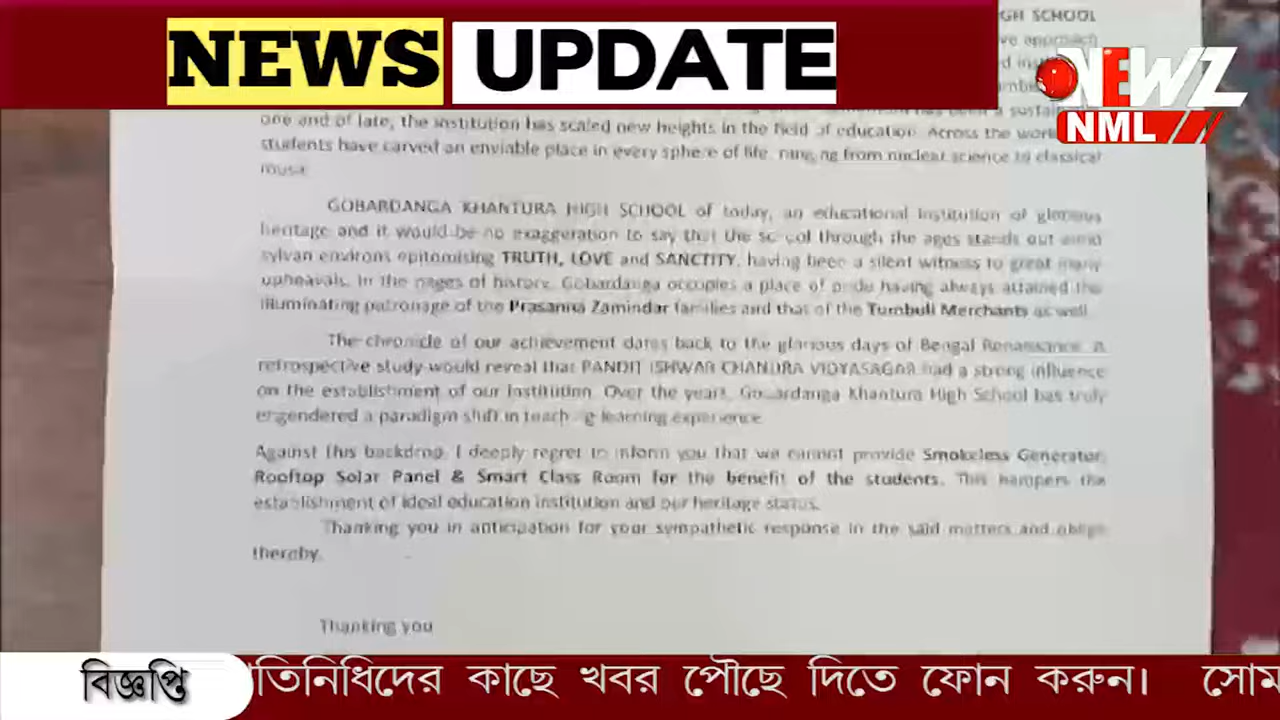 NEWS UPDATE
NEWZ
NML
GH SCHOOL
approach
one and of late, the institution has scaled new heights in the field of education. Across the
students have carved an enviable place in every sphere of life, ranging from nuclear science to classical
GOBARDANGA KHANTURA HIGH SCHOOL of today, an educational institution of glorious
heritage and it would be no exaggeration to say that the school through the ages stands out amid
sylvan environs epitomising TRUTH, LOVE and SANCTITY, having been a silent witness to great many
upheavals. In the pages of history, Gobardanga occupies a place of pride having always attained the
illuminating patronage of the Prasanna Zamindar families and that of the Tumbuli Merchants as well.
The chronicle of our achievement dates back to the glorious days of Bengal Renaissance. A
retrospective study would reveal that PANDIT ISHWAR CHANDRA VIDYASAGAR had a strong influence
on the establishment of our institution. Over the years, Gobardanga Khantura High School has truly
engendered a paradigm shift in teaching learning experience.
Against this backdrop, I deeply regret to inform you that we cannot provide Smokeless Generator,
Rooftop Solar Panel & Smart Class Room for the benefit of the students. This hampers the
establishment of ideal education institution and our heritage status.
Thanking you in anticipation for your sympathetic response in the said matters and oblige
thereby.
Thanking you
বিজ্ঞপ্তি
তিনিধিদের কাছে খবর পৌছে দিতে ফোন করুন। সোম